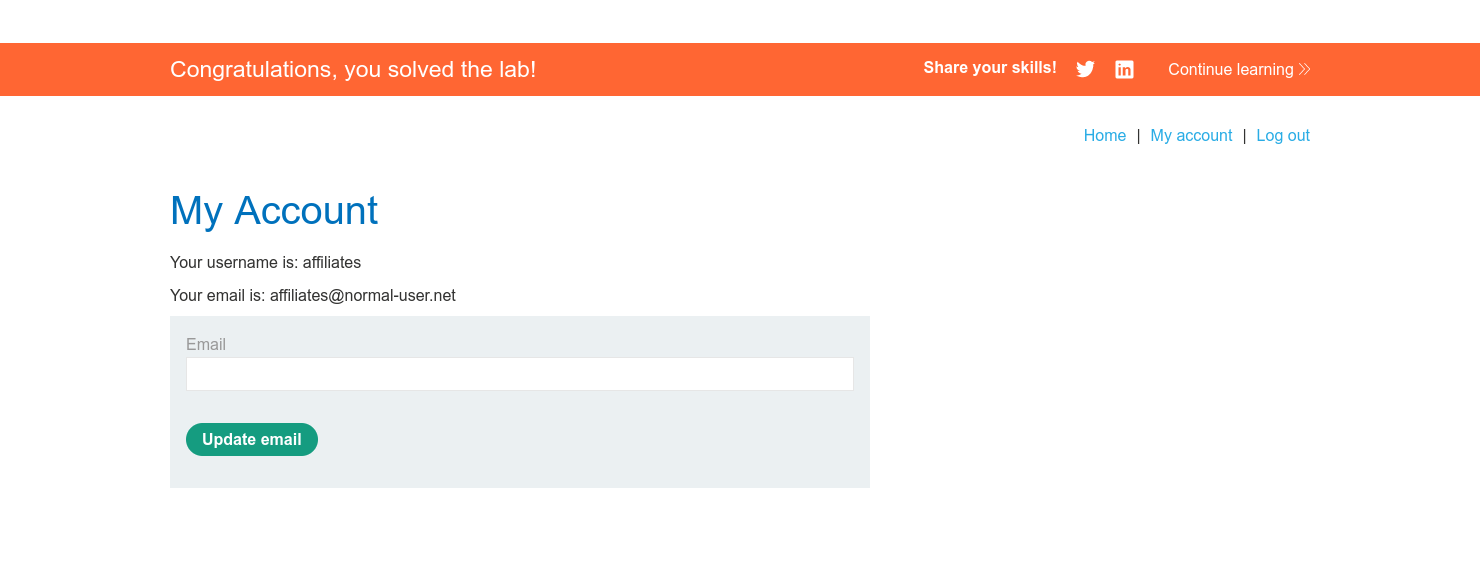 Congratulations, you solved the lab!
Share your skills!
Continue learning
Home | My account | Log out
My Account
Your username is: affiliates
Your email is: affiliates@normal-user.net
Email
Update email